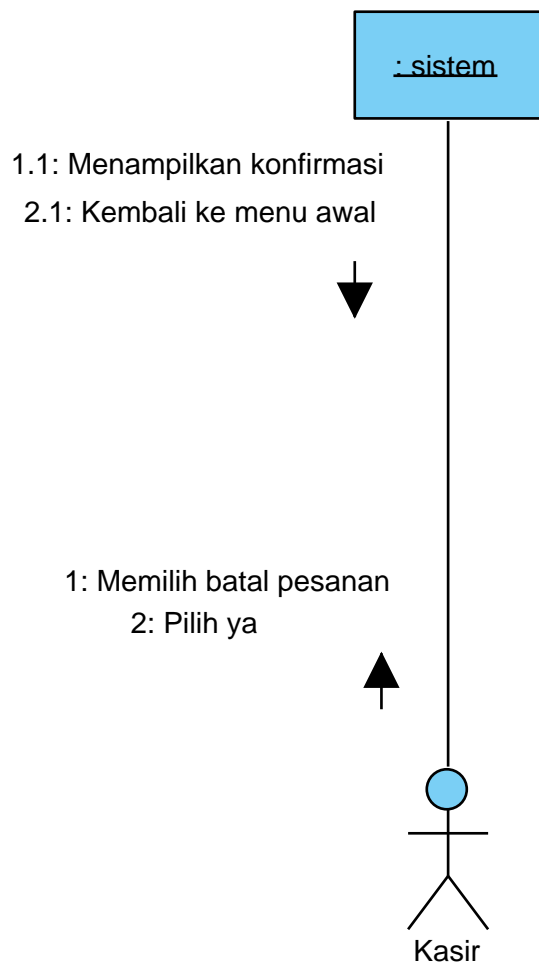 : sistem
1.1: Menampilkan konfirmasi
2.1: Kembali ke menu awal
1: Memilih batal pesanan
2: Pilih ya
Kasir